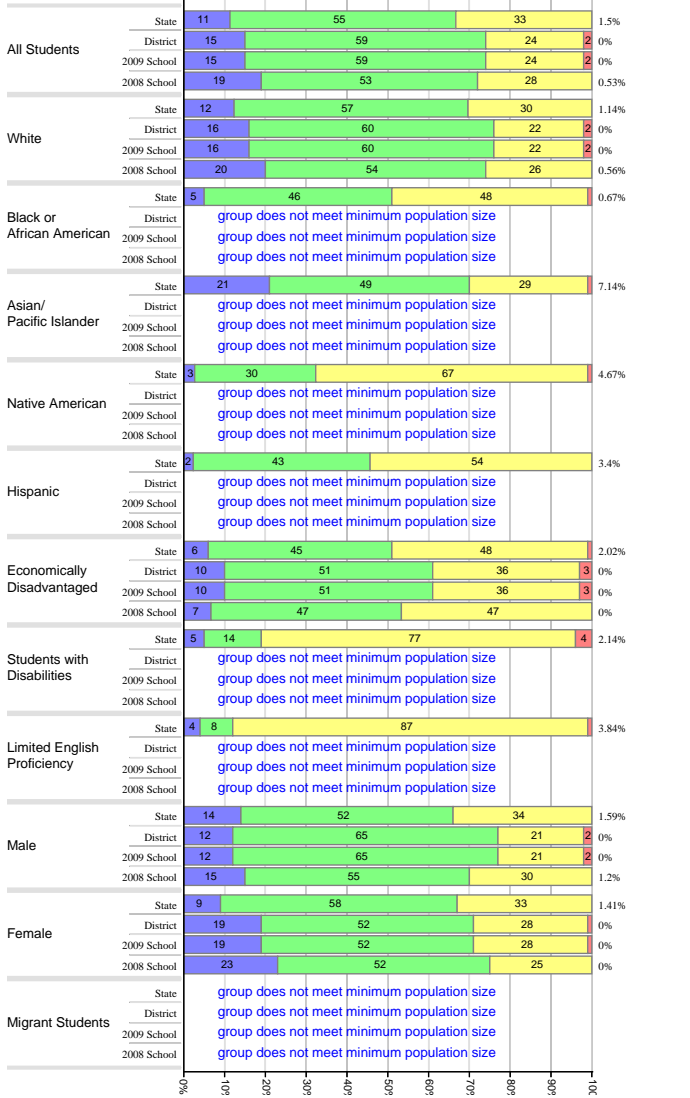 All Students
State 11 55 33 1.5%
District 15 59 24 2 0%
2009 School 15 59 24 2 0%
2008 School 19 53 28 0.53%
White
State 12 57 30 1.14%
District 16 60 22 2 0%
2009 School 16 60 22 2 0%
2008 School 20 54 26 0.56%
Black or
African American
State 5 46 48 0.67%
District group does not meet minimum population size
2009 School group does not meet minimum population size
2008 School group does not meet minimum population size
Asian/
Pacific Islander
State 21 49 29 7.14%
District group does not meet minimum population size
2009 School group does not meet minimum population size
2008 School group does not meet minimum population size
Native American
State 3 30 67 4.67%
District group does not meet minimum population size
2009 School group does not meet minimum population size
2008 School group does not meet minimum population size
Hispanic
State 2 43 54 3.4%
District group does not meet minimum population size
2009 School group does not meet minimum population size
2008 School group does not meet minimum population size
Economically
Disadvantaged
State 6 45 48 2.02%
District 10 51 36 3 0%
2009 School 10 51 36 3 0%
2008 School 7 47 47 0%
Students with
Disabilities
State 5 14 77 4 2.14%
District group does not meet minimum population size
2009 School group does not meet minimum population size
2008 School group does not meet minimum population size
Limited English
Proficiency
State 4 8 87 3.84%
District group does not meet minimum population size
2009 School group does not meet minimum population size
2008 School group does not meet minimum population size
Male
State 14 52 34 1.59%
District 12 65 21 2 0%
2009 School 12 65 21 2 0%
2008 School 15 55 30 1.2%
Female
State 9 58 33 1.41%
District 19 52 28 0%
2009 School 19 52 28 0%
2008 School 23 52 25 0%
Migrant Students
State group does not meet minimum population size
District group does not meet minimum population size
2009 School group does not meet minimum population size
2008 School group does not meet minimum population size
0% 10% 20% 30% 40% 50% 60% 70% 80% 90%